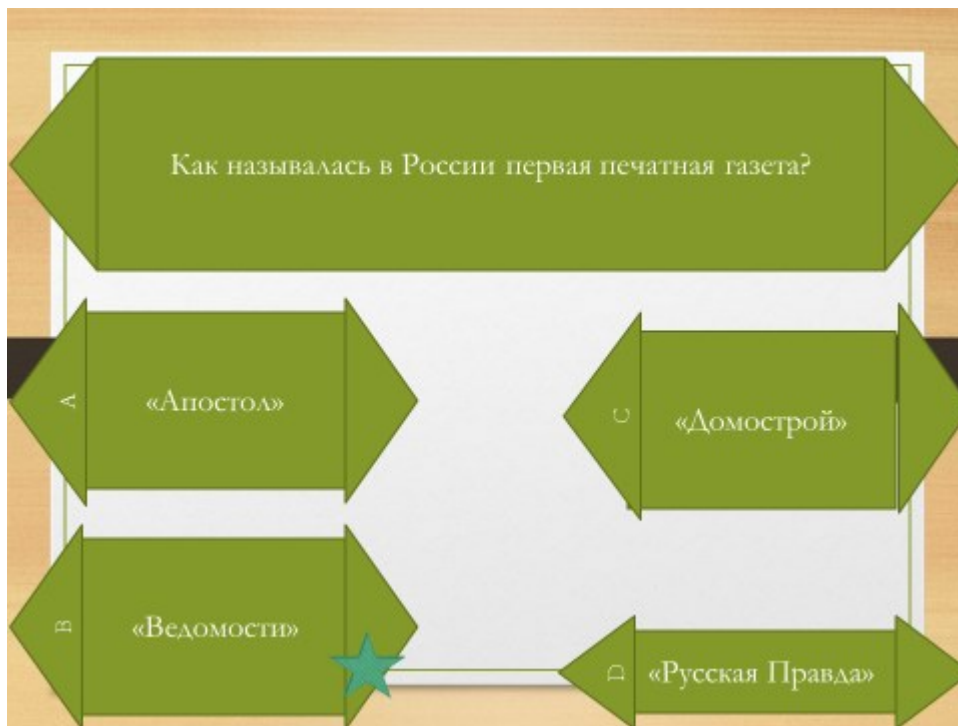 Как называлась в России первая печатная газета?
A
«Апостол»
C
«Домострой»
B
«Ведомости»
D
«Русская Правда»